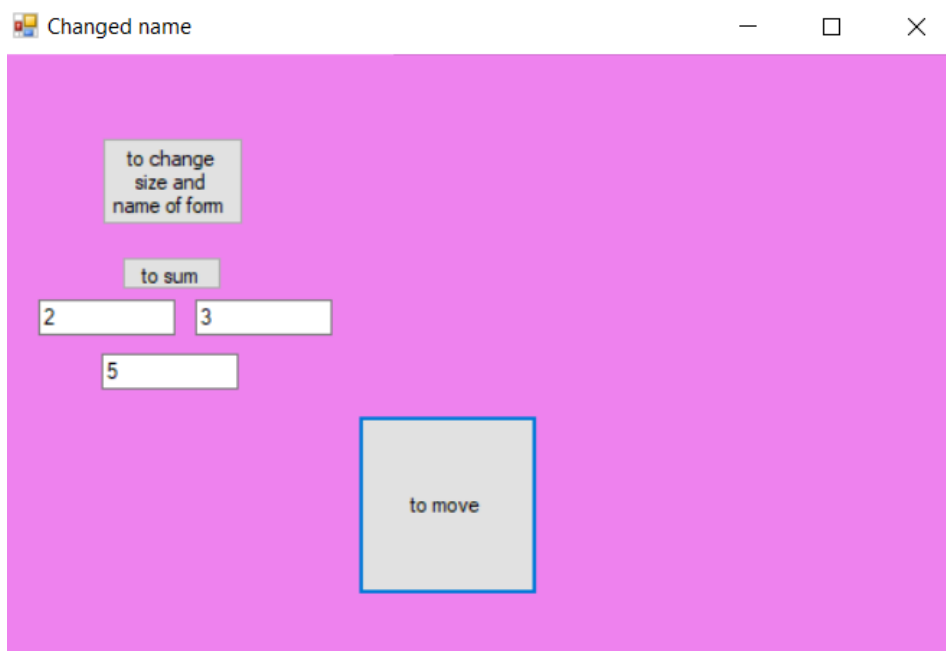 Changed name
to change
size and
name of form
to sum
2
3
5
to move